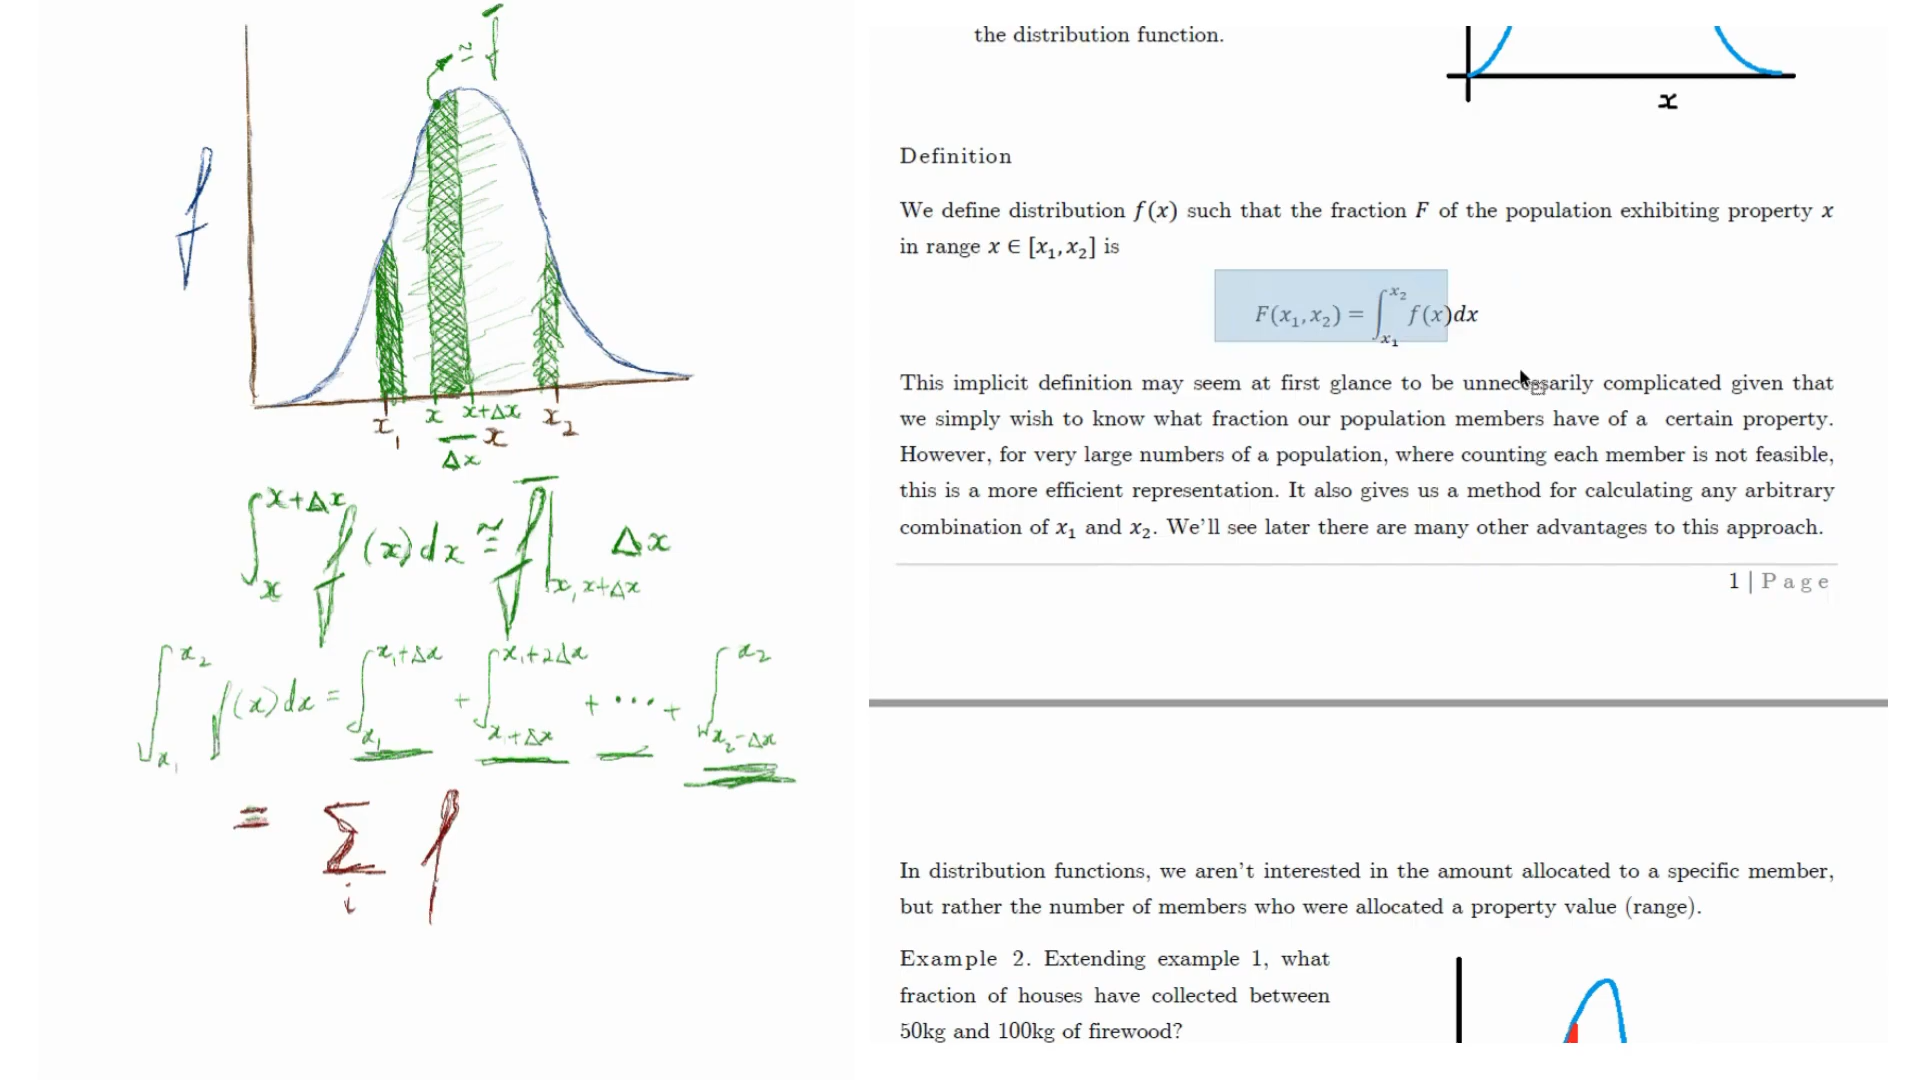 ≅ f̄
f
x₁ x x+Δx x x₂
Δx
∫ₓ^{x+Δx} f(x)dx ≅ f̄|ₓ,ₓ₊Δₓ Δx
∫_{x₁}^{x₂} f(x)dx = ∫_{x₁}^{x₁+Δx} + ∫_{x₁+Δx}^{x₁+2Δx} + ... + ∫_{x₂-Δx}^{x₂}
= Σᵢ f
the distribution function.
x
Definition
We define distribution f(x) such that the fraction F of the population exhibiting property x
in range x ∈ [x₁, x₂] is
F(x₁, x₂) = ∫_{x₁}^{x₂} f(x)dx
This implicit definition may seem at first glance to be unnecessarily complicated given that
we simply wish to know what fraction our population members have of a certain property.
However, for very large numbers of a population, where counting each member is not feasible,
this is a more efficient representation. It also gives us a method for calculating any arbitrary
combination of x₁ and x₂. We'll see later there are many other advantages to this approach.
1 | Page
In distribution functions, we aren't interested in the amount allocated to a specific member,
but rather the number of members who were allocated a property value (range).
Example 2. Extending example 1, what
fraction of houses have collected between
50kg and 100kg of firewood?